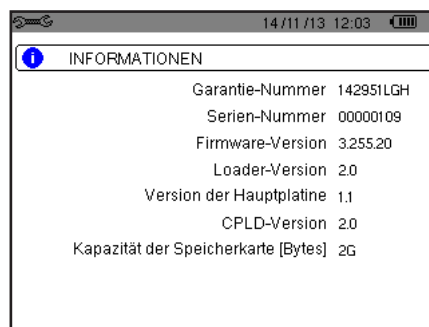 14/11/13 12:03
INFORMATIONEN
Garantie-Nummer 142951LGH
Serien-Nummer 00000109
Firmware-Version 3.255.20
Loader-Version 2.0
Version der Hauptplatine 1.1
CPLD-Version 2.0
Kapazität der Speicherkarte [Bytes] 2G